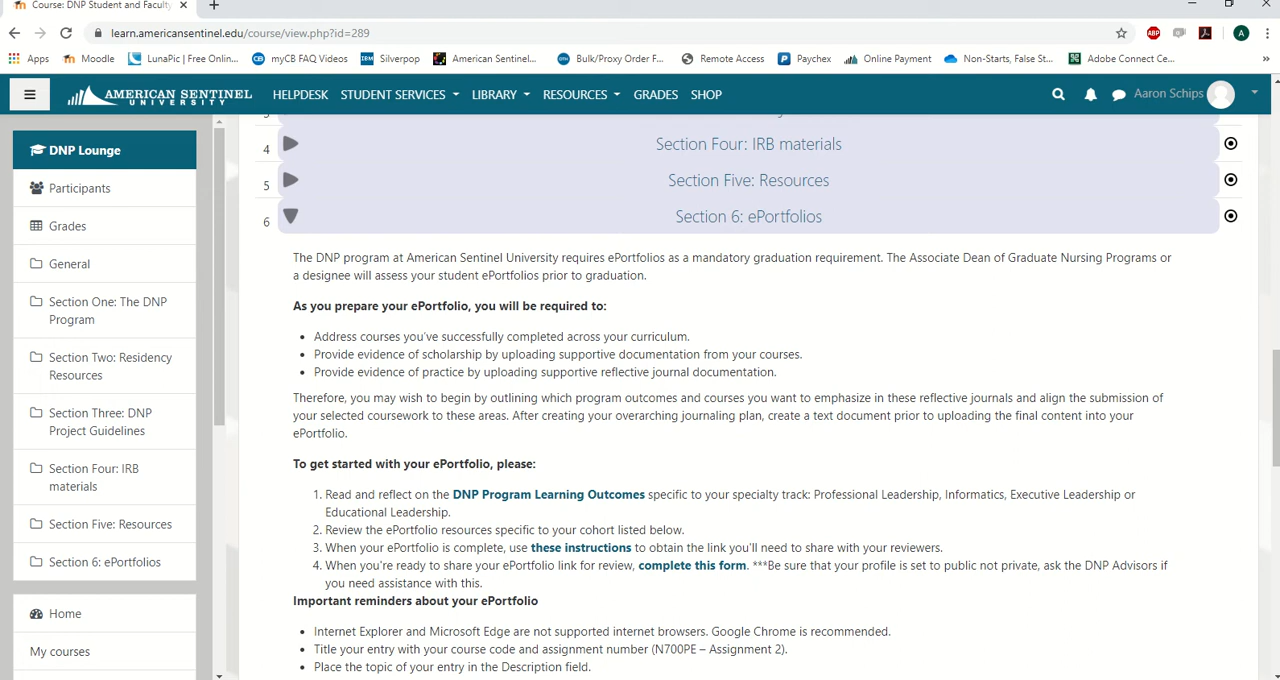 Course: DNP Student and Faculty
learn.americansentinel.edu/course/view.php?id=289
ABP
A
Apps
Moodle
LunaPic | Free Onlin...
myCB FAQ Videos
Silverpop
American Sentinel...
Bulk/Proxy Order F...
Remote Access
Paychex
Online Payment
Non-Starts, False St...
Adobe Connect Ce...
»
AMERICAN SENTINEL
UNIVERSITY
HELPDESK
STUDENT SERVICES
LIBRARY
RESOURCES
GRADES
SHOP
Aaron Schips
DNP Lounge
Participants
Grades
General
Section One: The DNP
Program
Section Two: Residency
Resources
Section Three: DNP
Project Guidelines
Section Four: IRB
materials
Section Five: Resources
Section 6: ePortfolios
Home
My courses
4
Section Four: IRB materials
5
Section Five: Resources
6
Section 6: ePortfolios
The DNP program at American Sentinel University requires ePortfolios as a mandatory graduation requirement. The Associate Dean of Graduate Nursing Programs or
a designee will assess your student ePortfolios prior to graduation.
As you prepare your ePortfolio, you will be required to:
• Address courses you've successfully completed across your curriculum.
• Provide evidence of scholarship by uploading supportive documentation from your courses.
• Provide evidence of practice by uploading supportive reflective journal documentation.
Therefore, you may wish to begin by outlining which program outcomes and courses you want to emphasize in these reflective journals and align the submission of
your selected coursework to these areas. After creating your overarching journaling plan, create a text document prior to uploading the final content into your
ePortfolio.
To get started with your ePortfolio, please:
1. Read and reflect on the DNP Program Learning Outcomes specific to your specialty track: Professional Leadership, Informatics, Executive Leadership or
Educational Leadership.
2. Review the ePortfolio resources specific to your cohort listed below.
3. When your ePortfolio is complete, use these instructions to obtain the link you'll need to share with your reviewers.
4. When you're ready to share your ePortfolio link for review, complete this form. ***Be sure that your profile is set to public not private, ask the DNP Advisors if
you need assistance with this.
Important reminders about your ePortfolio
• Internet Explorer and Microsoft Edge are not supported internet browsers. Google Chrome is recommended.
• Title your entry with your course code and assignment number (N700PE – Assignment 2).
• Place the topic of your entry in the Description field.